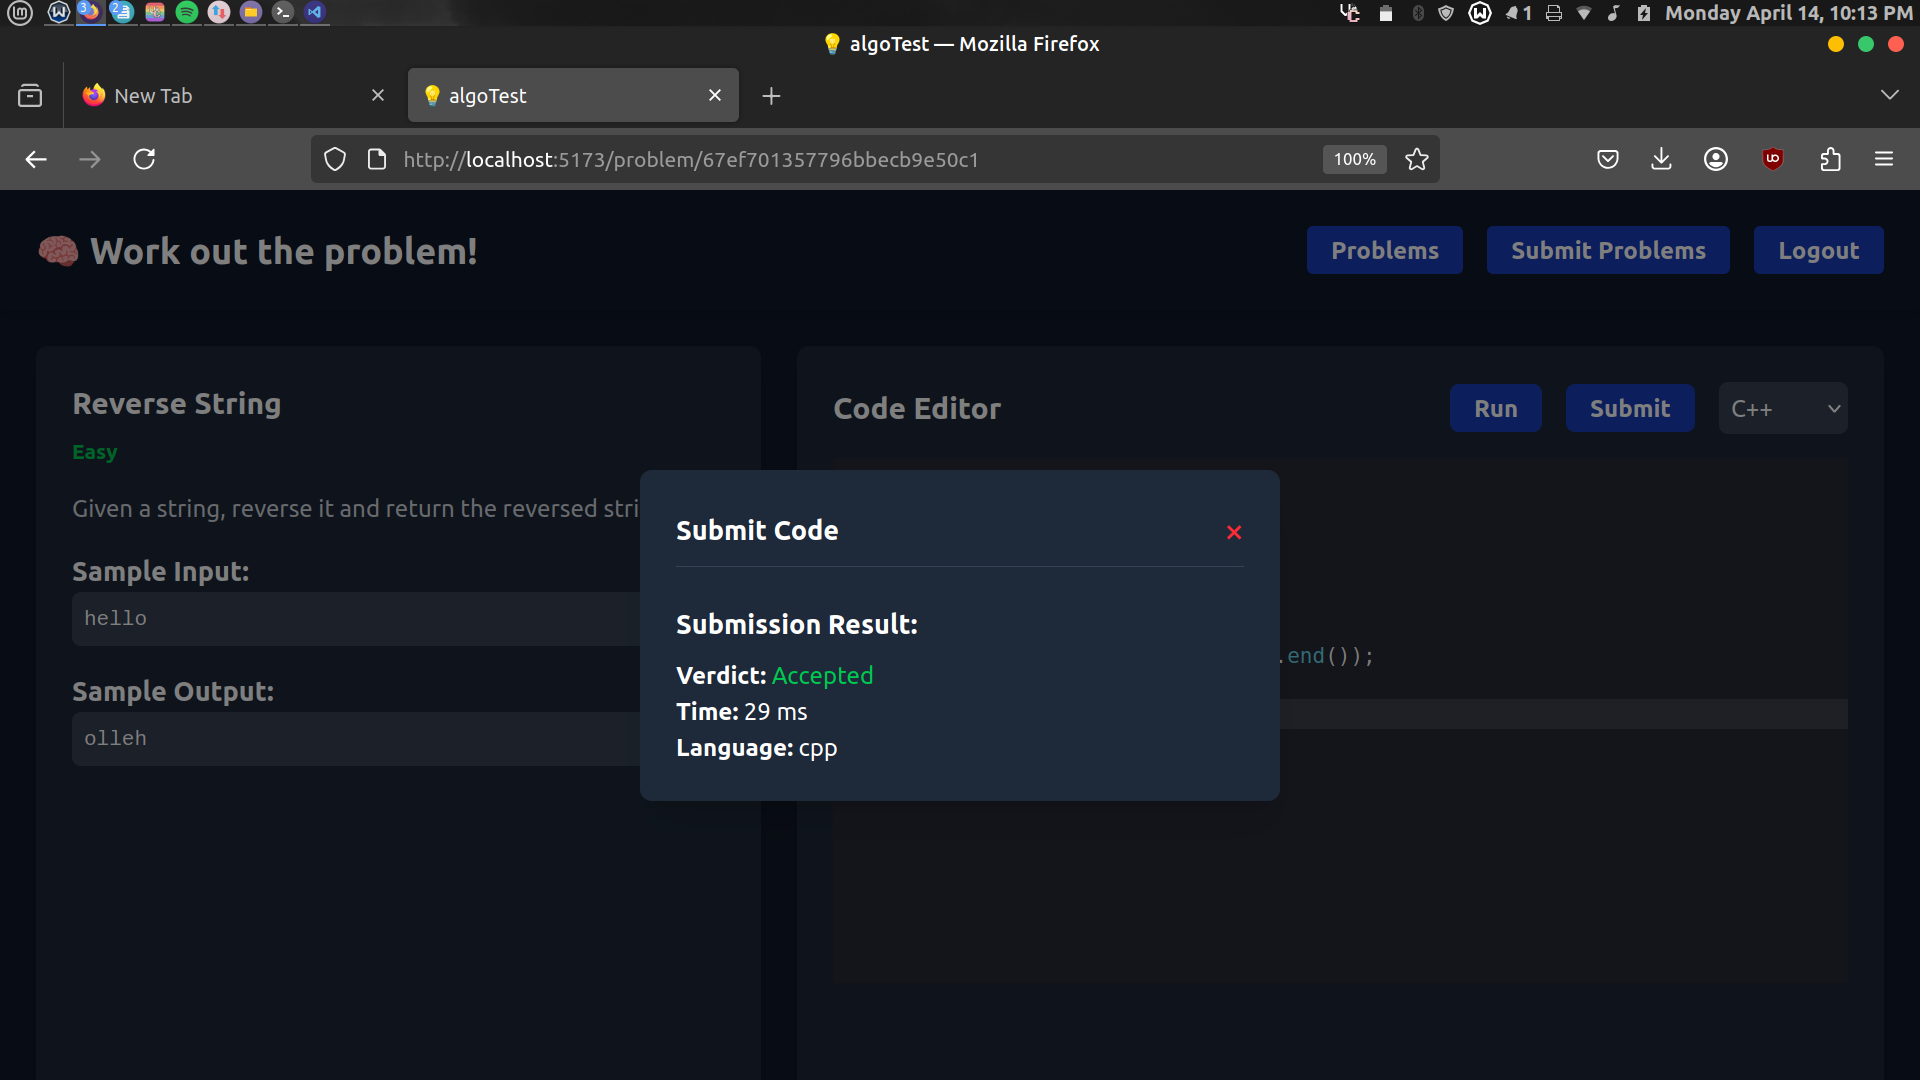 1
Monday April 14, 10:13 PM
algoTest — Mozilla Firefox
New Tab
algoTest
http://localhost:5173/problem/67ef701357796bbecb9e50c1
100%
Work out the problem!
Problems
Submit Problems
Logout
Reverse String
Easy
Given a string, reverse it and return the reversed stri
Sample Input:
hello
Sample Output:
olleh
Code Editor
Run
Submit
C++
.end());
Submit Code
Submission Result:
Verdict: Accepted
Time: 29 ms
Language: cpp